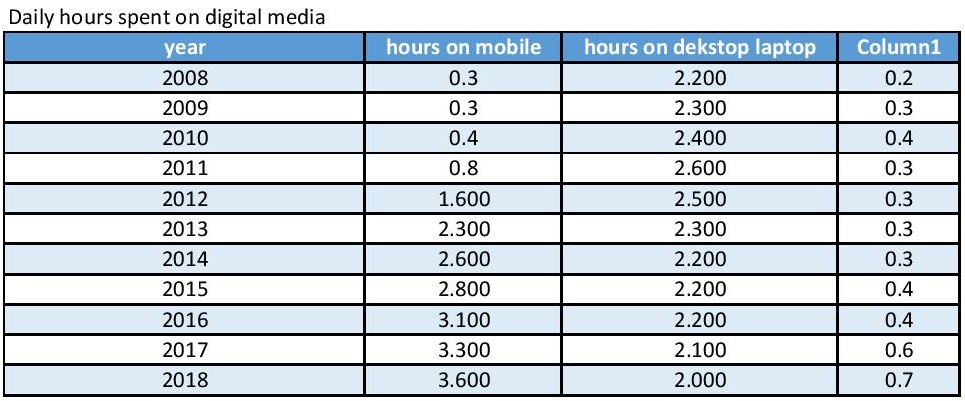 Daily hours spent on digital media
year hours on mobile hours on dekstop laptop Column1
2008 0.3 2.200 0.2
2009 0.3 2.300 0.3
2010 0.4 2.400 0.4
2011 0.8 2.600 0.3
2012 1.600 2.500 0.3
2013 2.300 2.300 0.3
2014 2.600 2.200 0.3
2015 2.800 2.200 0.4
2016 3.100 2.200 0.4
2017 3.300 2.100 0.6
2018 3.600 2.000 0.7